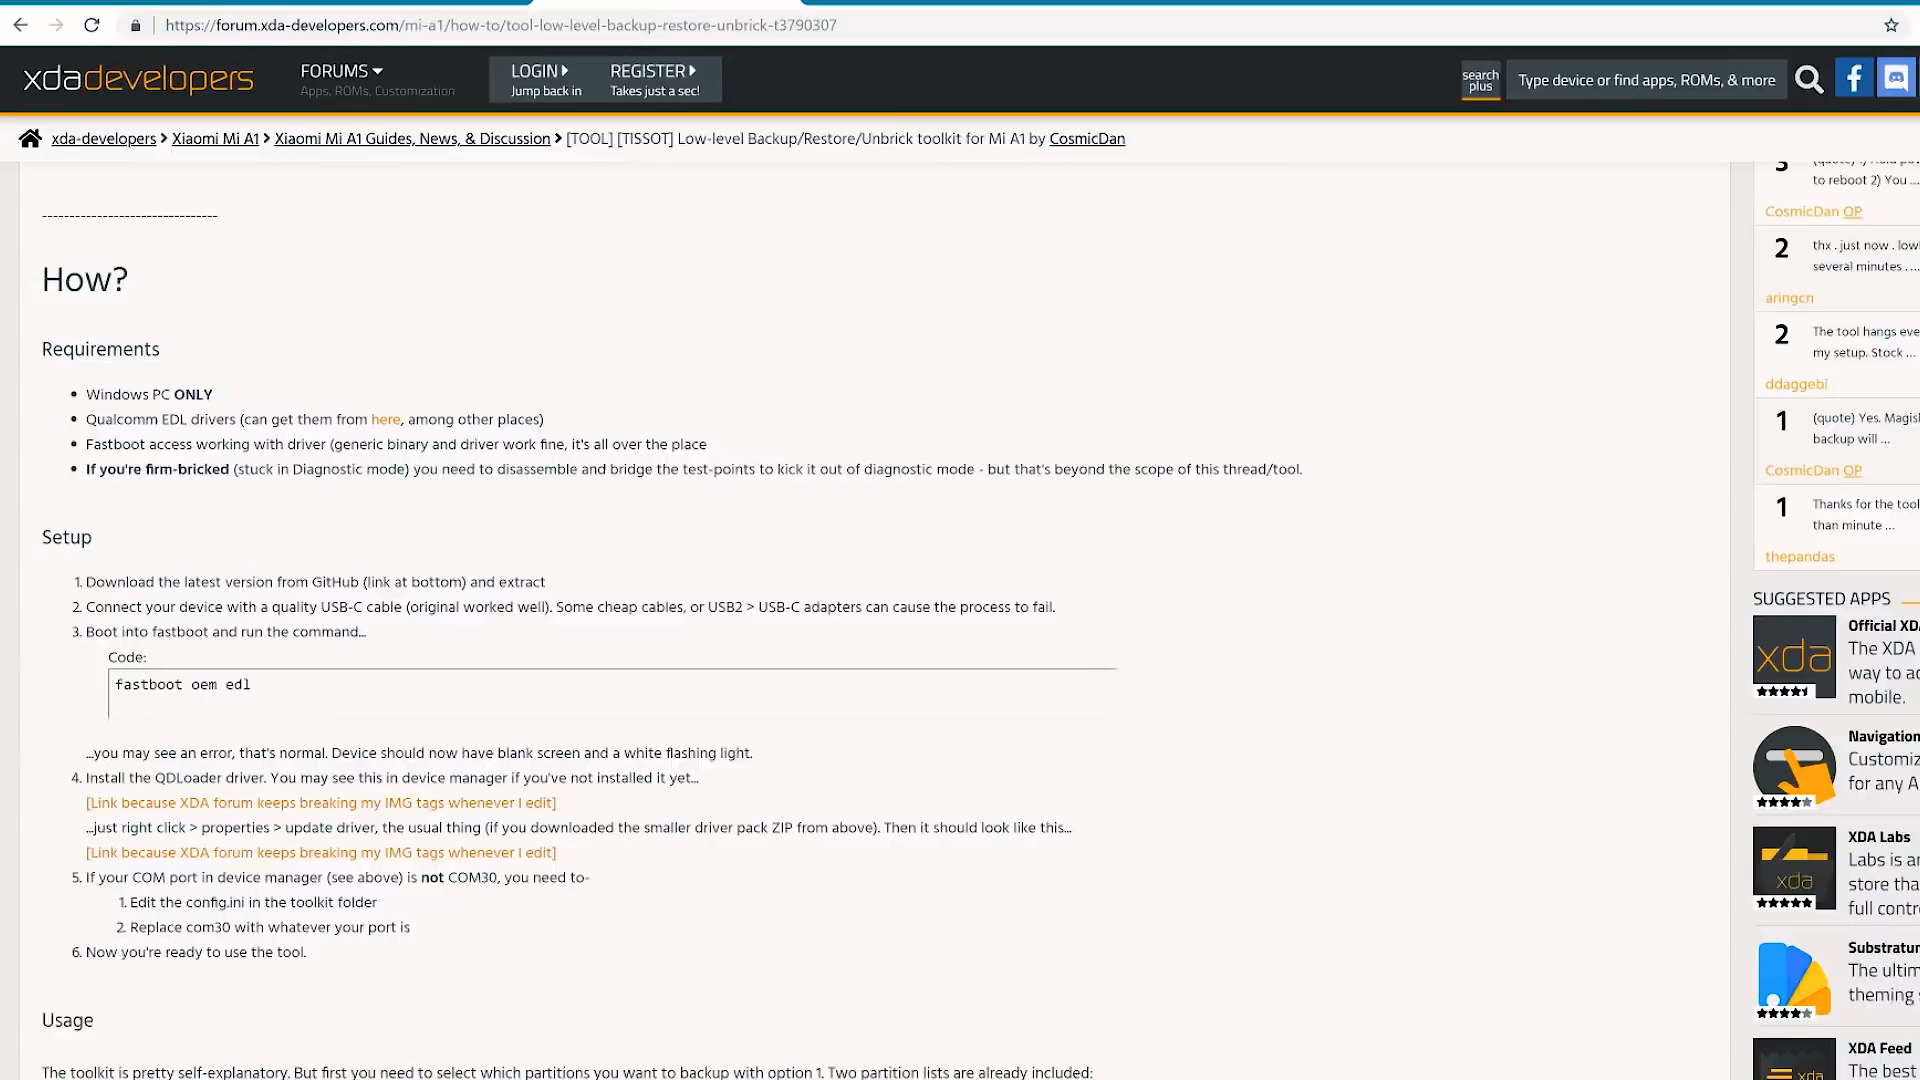 https://forum.xda-developers.com/mi-a1/how-to/tool-low-level-backup-restore-unbrick-t3790307
xdadevelopers
FORUMS
Apps, ROMs, Customization
LOGIN
Jump back in
REGISTER
Takes just a sec!
search plus
Type device or find apps, ROMs, & more
xda-developers Xiaomi Mi A1 Xiaomi Mi A1 Guides, News, & Discussion [TOOL] [TISSOT] Low-level Backup/Restore/Unbrick toolkit for Mi A1 by CosmicDan
--------------------------------
How?
Requirements
Windows PC ONLY
Qualcomm EDL drivers (can get them from here, among other places)
Fastboot access working with driver (generic binary and driver work fine, it's all over the place
If you're firm-bricked (stuck in Diagnostic mode) you need to disassemble and bridge the test-points to kick it out of diagnostic mode - but that's beyond the scope of this thread/tool.
Setup
1. Download the latest version from GitHub (link at bottom) and extract
2. Connect your device with a quality USB-C cable (original worked well). Some cheap cables, or USB2 > USB-C adapters can cause the process to fail.
3. Boot into fastboot and run the command...
Code:
fastboot oem edl
...you may see an error, that's normal. Device should now have blank screen and a white flashing light.
4. Install the QDLoader driver. You may see this in device manager if you've not installed it yet...
[Link because XDA forum keeps breaking my IMG tags whenever I edit]
...just right click > properties > update driver, the usual thing (if you downloaded the smaller driver pack ZIP from above). Then it should look like this...
[Link because XDA forum keeps breaking my IMG tags whenever I edit]
5. If your COM port in device manager (see above) is not COM30, you need to-
1. Edit the config.ini in the toolkit folder
2. Replace com30 with whatever your port is
6. Now you're ready to use the tool.
Usage
The toolkit is pretty self-explanatory. But first you need to select which partitions you want to backup with option 1. Two partition lists are already included:
3
to reboot 2) You ...
CosmicDan OP
2
thx . just now . low
several minutes . ...
aringcn
2
The tool hangs eve
my setup. Stock ...
ddaggebi
1
(quote) Yes. Magis
backup will ...
CosmicDan OP
1
Thanks for the tool
than minute ...
thepandas
SUGGESTED APPS
xda
Official XD
The XDA
way to ac
mobile.
Navigation
Customiz
for any A
xda
XDA Labs
Labs is an
store tha
full contr
Substratum
The ultim
theming s
xda
XDA Feed
The best